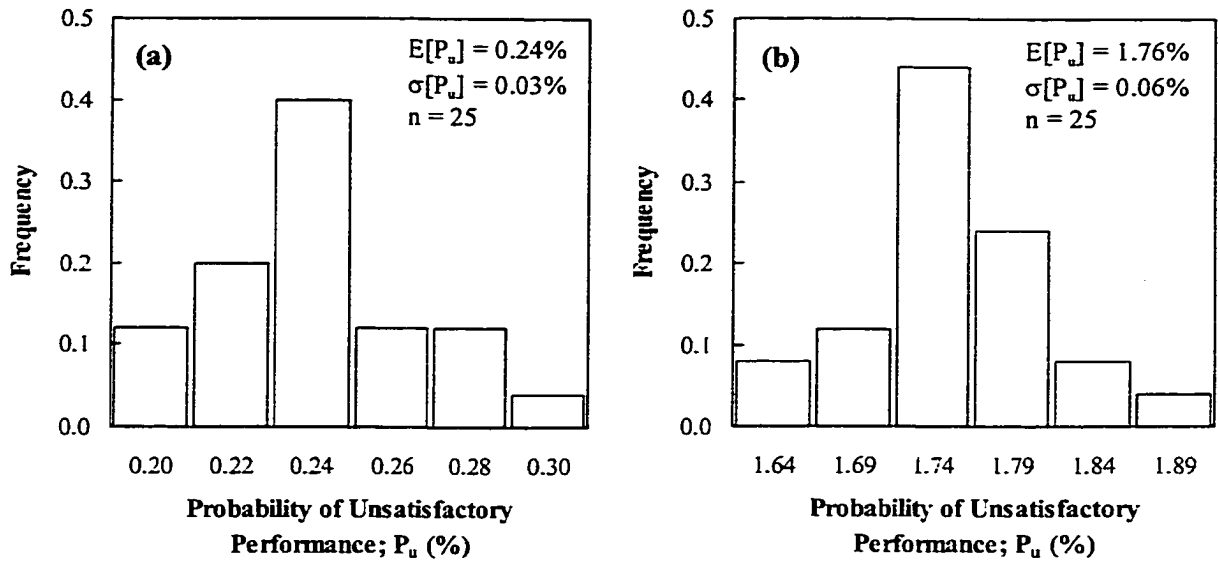 (a)
E[Pᵤ] = 0.24%
σ[Pᵤ] = 0.03%
n = 25
Frequency
0.5
0.4
0.3
0.2
0.1
0.0
0.20 0.22 0.24 0.26 0.28 0.30
Probability of Unsatisfactory
Performance; Pᵤ (%)
(b)
E[Pᵤ] = 1.76%
σ[Pᵤ] = 0.06%
n = 25
Frequency
0.5
0.4
0.3
0.2
0.1
0.0
1.64 1.69 1.74 1.79 1.84 1.89
Probability of Unsatisfactory
Performance; Pᵤ (%)